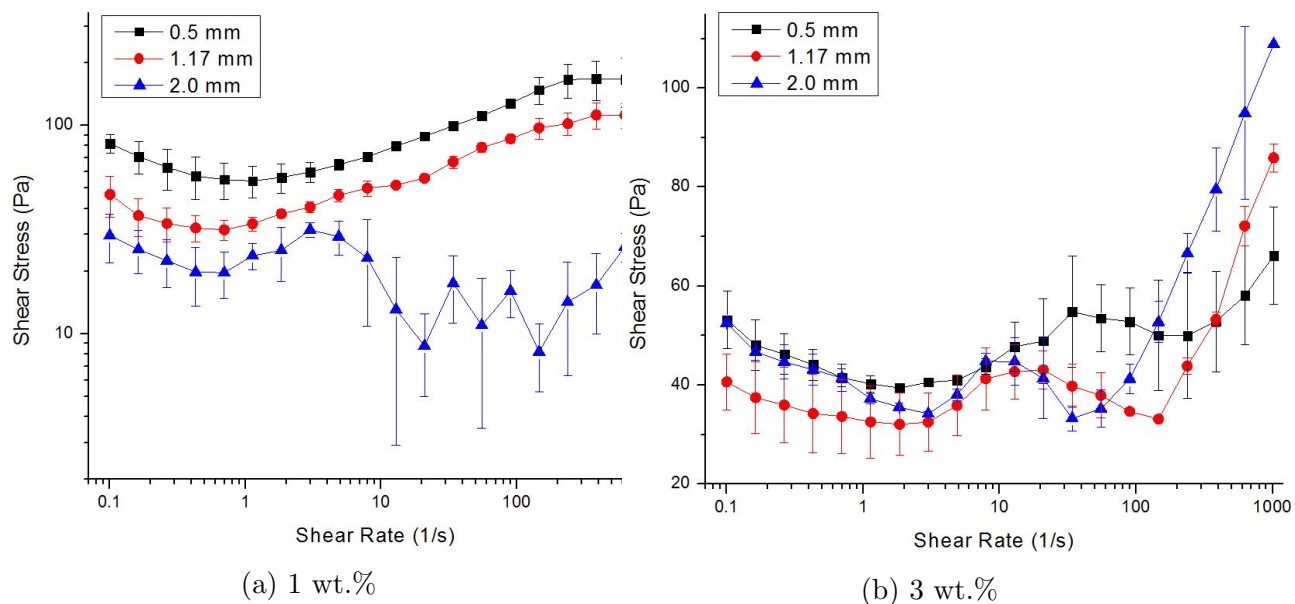 0.5 mm
1.17 mm
2.0 mm
100
10
Shear Stress (Pa)
0.1 1 10 100
Shear Rate (1/s)
(a) 1 wt.%
0.5 mm
1.17 mm
2.0 mm
100
80
60
40
20
Shear Stress (Pa)
0.1 1 10 100 1000
Shear Rate (1/s)
(b) 3 wt.%